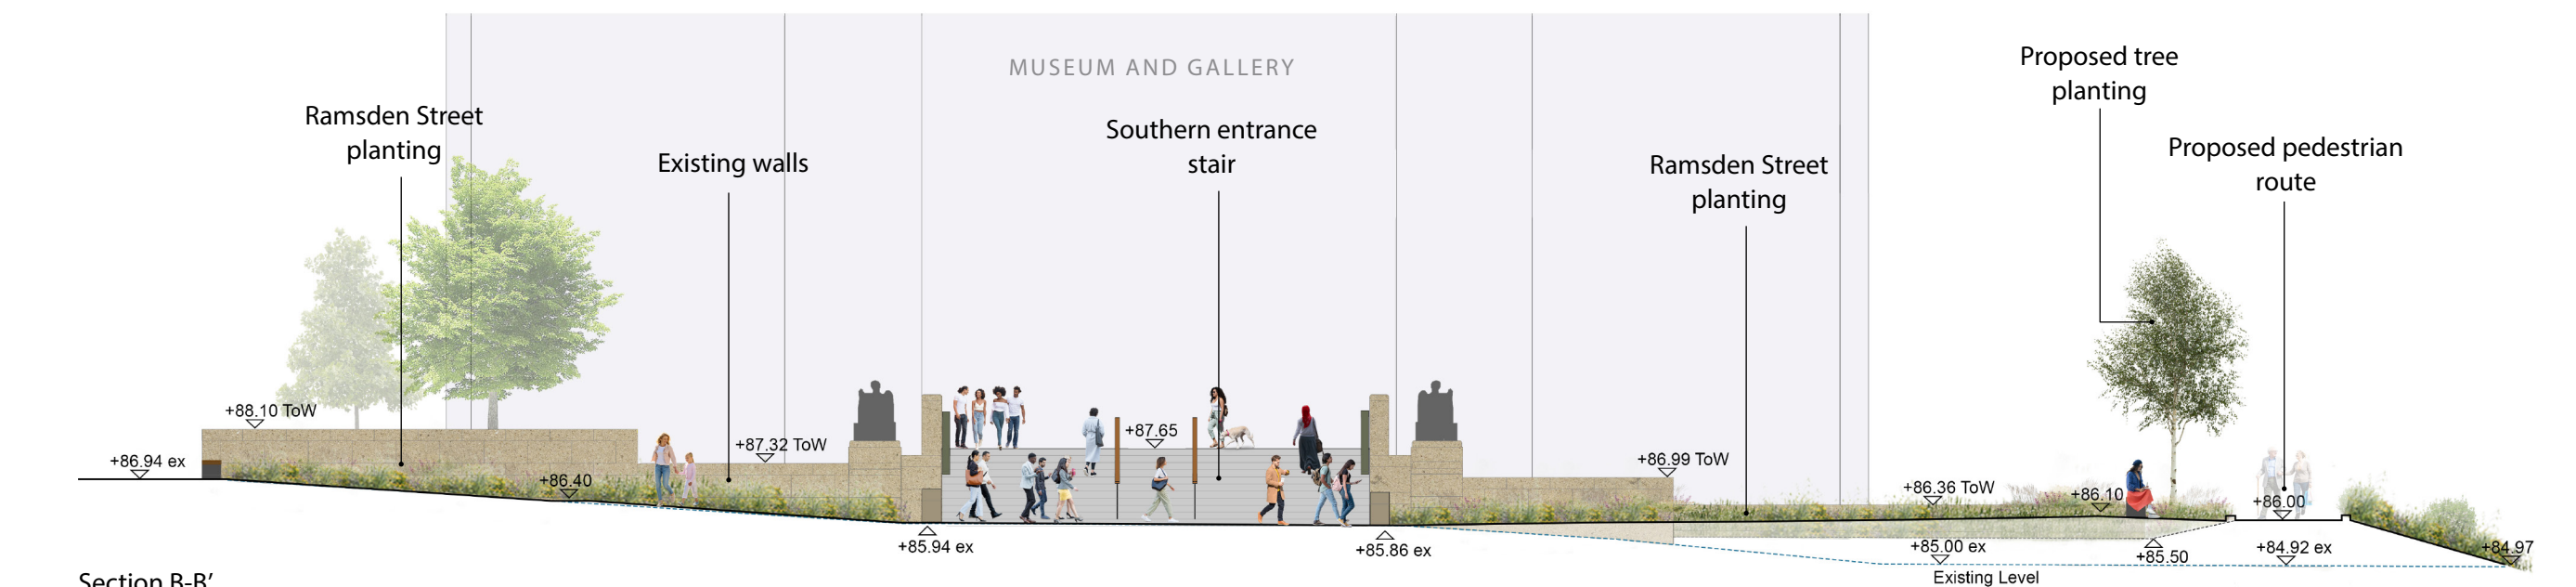 MUSEUM AND GALLERY
Proposed tree
planting
Ramsden Street
planting
Existing walls
Southern entrance
stair
Ramsden Street
planting
Proposed pedestrian
route
+88.10 ToW
+87.32 ToW
+87.65
+86.94 ex
+86.40
+86.99 ToW
+86.36 ToW
+86.10
+86.00
+85.94 ex
+85.86 ex
+85.00 ex
+85.50
+84.92 ex
+84.97
Existing Level
Section B-B’